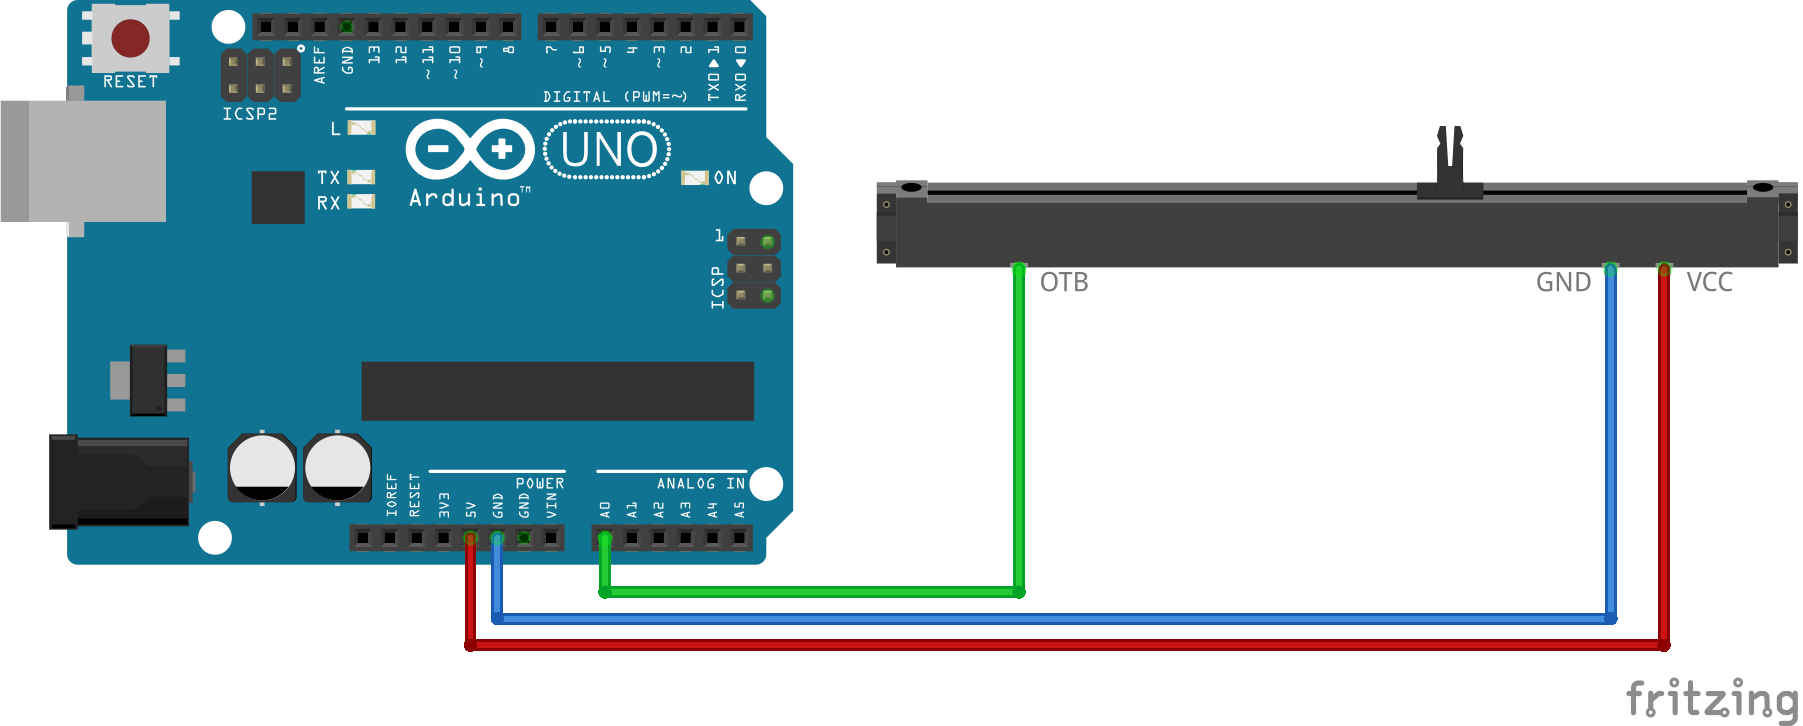 RESET
ICSP2
AREF
GND
13
12
~11
~10
~9
8
7
~6
~5
4
~3
2
TX0▶1
RX0◀0
DIGITAL (PWM=~)
L
TX
RX
UNO
Arduino™
ON
1
ICSP
OTB
GND
VCC
POWER
ANALOG IN
IOREF
RESET
3V3
5V
GND
GND
VIN
A0
A1
A2
A3
A4
A5
fritzing